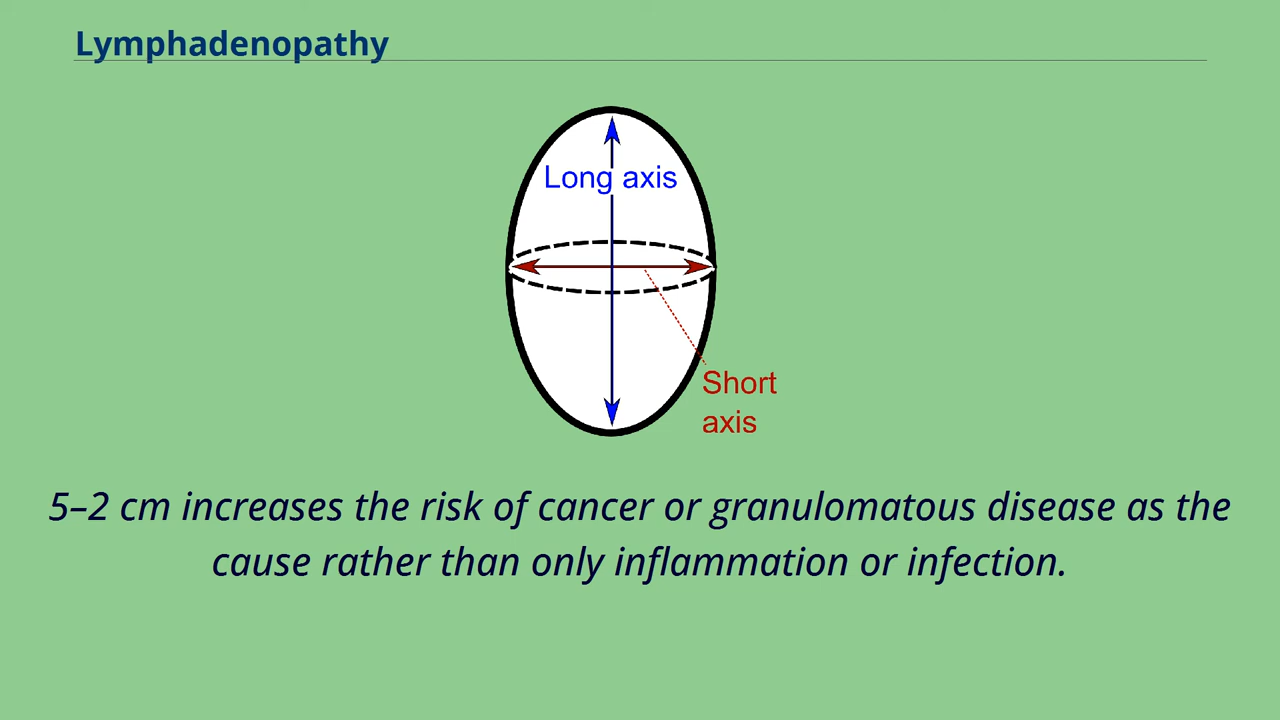 Lymphadenopathy
Long axis
Short
axis
5–2 cm increases the risk of cancer or granulomatous disease as the
cause rather than only inflammation or infection.